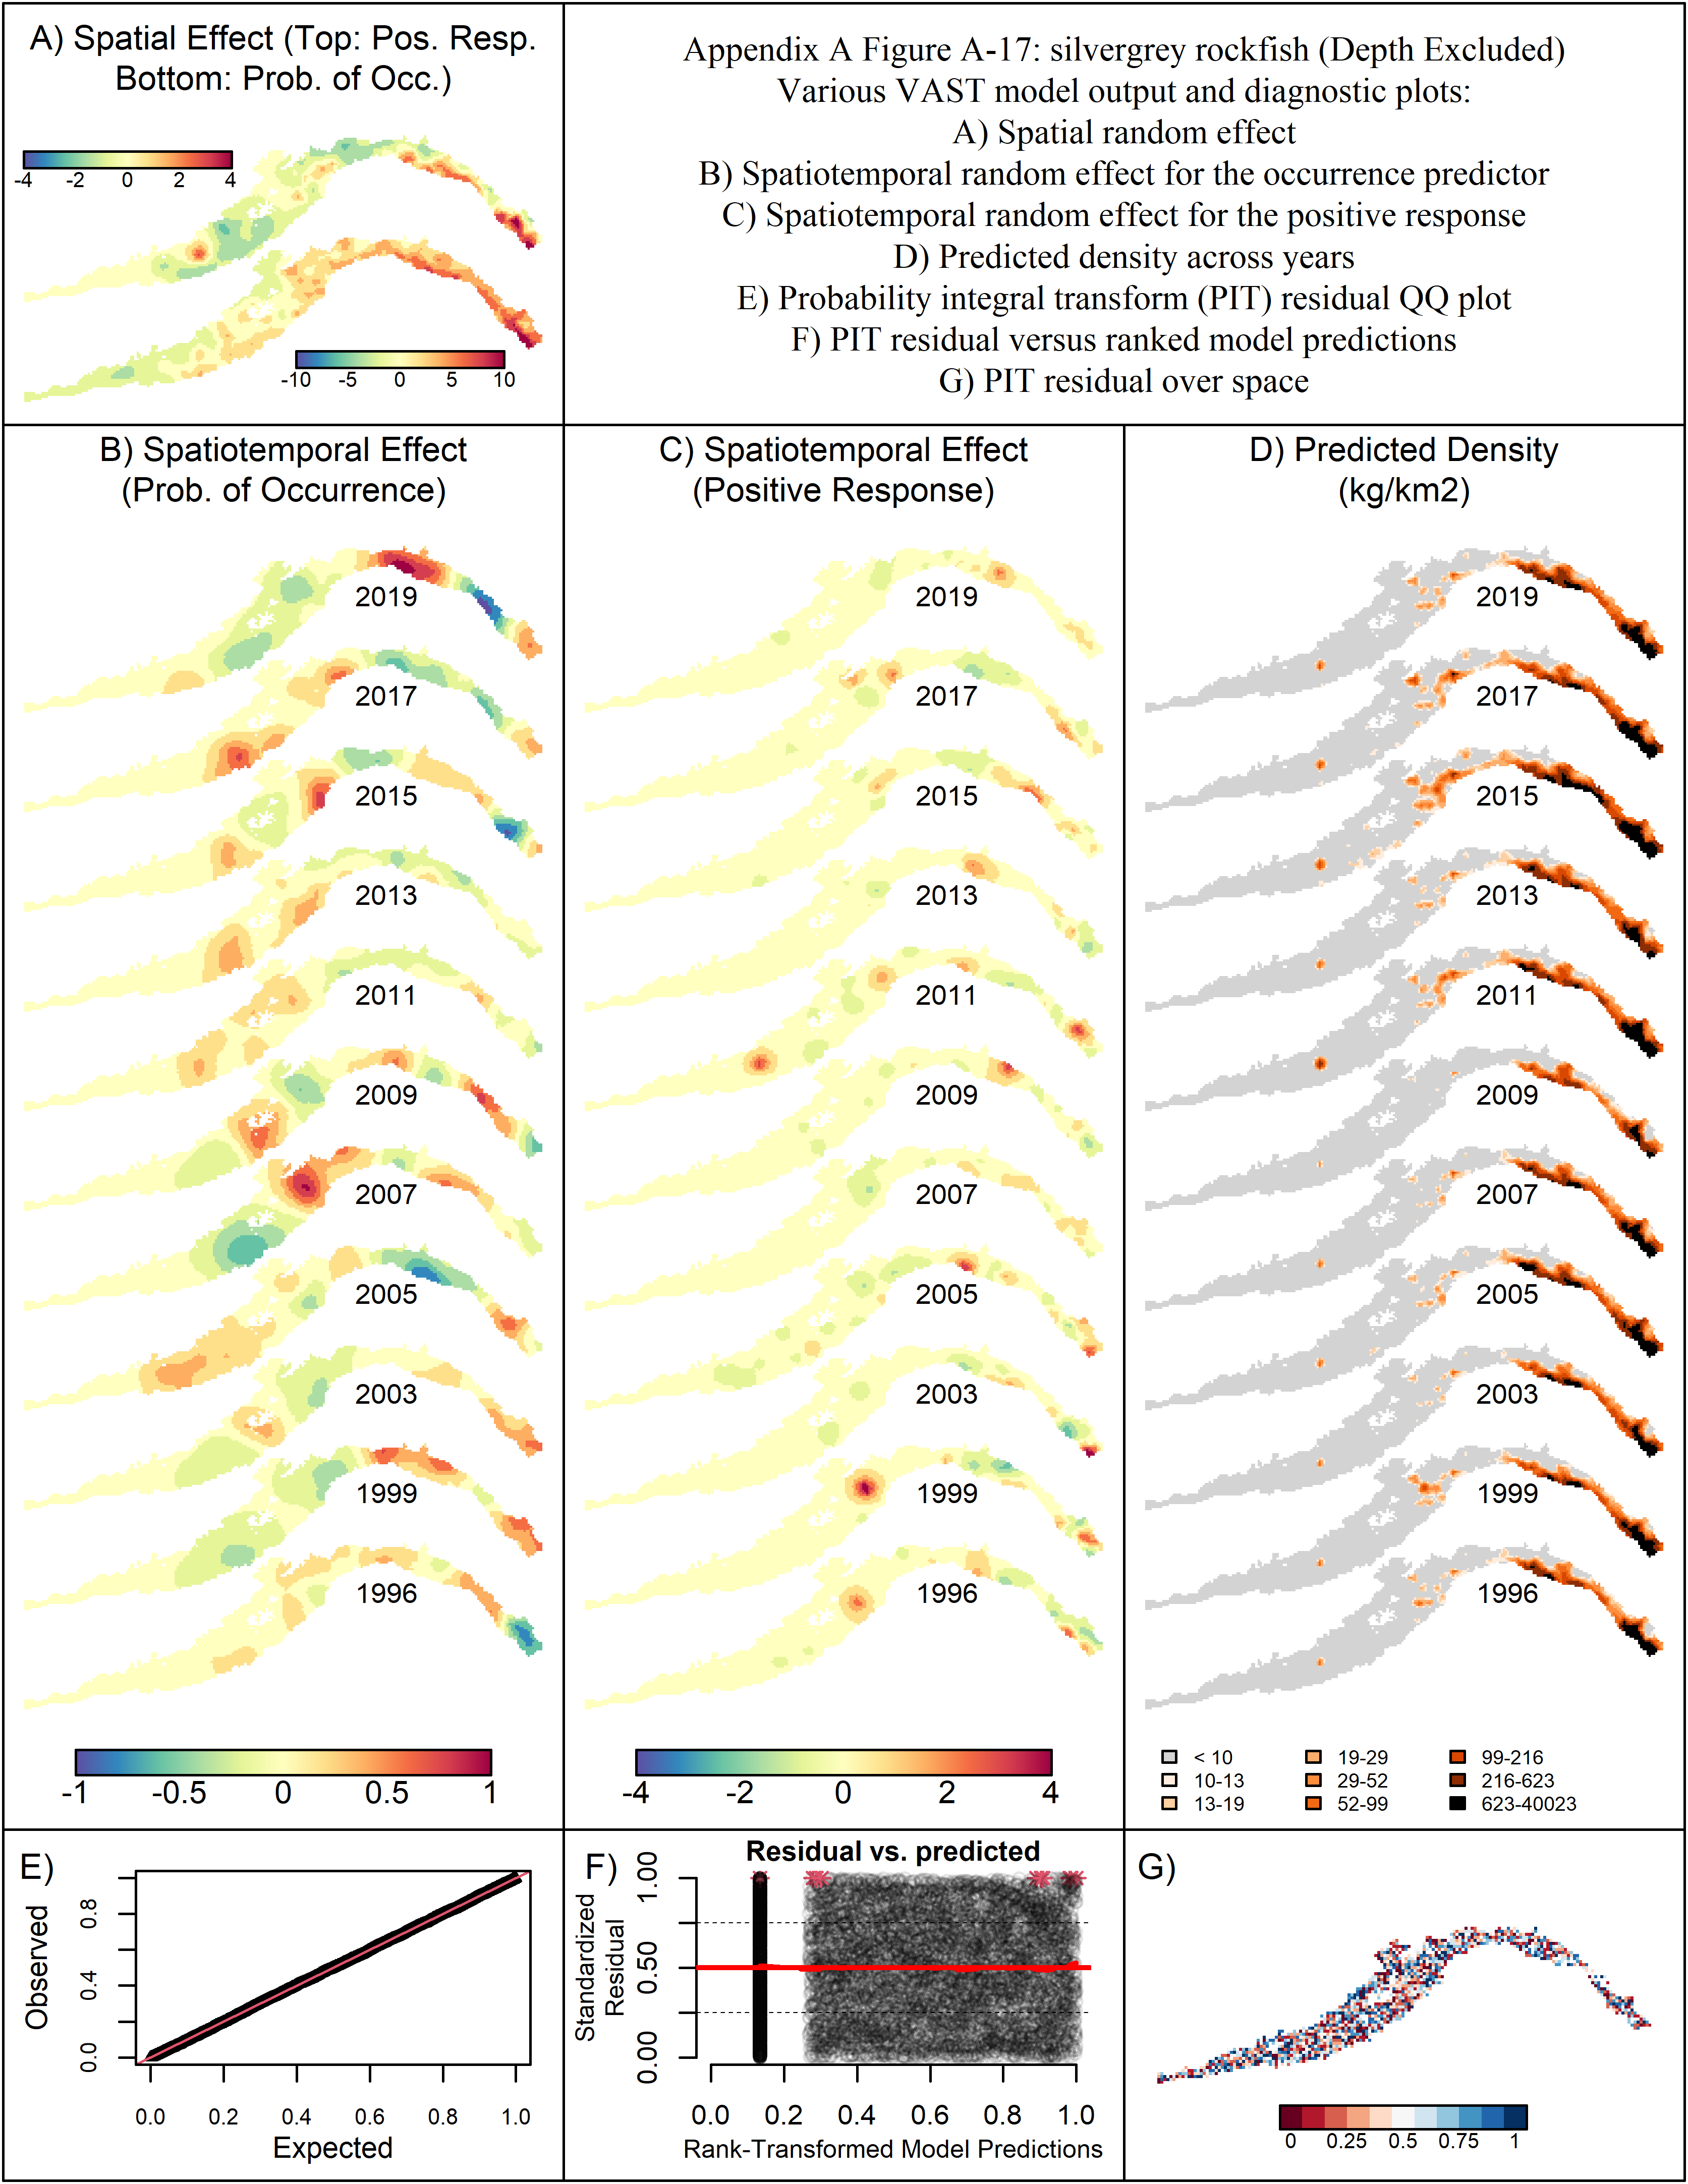 A) Spatial Effect (Top: Pos. Resp.
Bottom: Prob. of Occ.)
-4 -2 0 2 4
-10 -5 0 5 10
Appendix A Figure A-17: silvergrey rockfish (Depth Excluded)
Various VAST model output and diagnostic plots:
A) Spatial random effect
B) Spatiotemporal random effect for the occurrence predictor
C) Spatiotemporal random effect for the positive response
D) Predicted density across years
E) Probability integral transform (PIT) residual QQ plot
F) PIT residual versus ranked model predictions
G) PIT residual over space
B) Spatiotemporal Effect
(Prob. of Occurrence)
2019
2017
2015
2013
2011
2009
2007
2005
2003
1999
1996
-1 -0.5 0 0.5 1
C) Spatiotemporal Effect
(Positive Response)
2019
2017
2015
2013
2011
2009
2007
2005
2003
1999
1996
-4 -2 0 2 4
D) Predicted Density
(kg/km2)
2019
2017
2015
2013
2011
2009
2007
2005
2003
1999
1996
< 10 19-29 99-216
10-13 29-52 216-623
13-19 52-99 623-40023
E)
Observed
0.0 0.4 0.8
0.0 0.2 0.4 0.6 0.8 1.0
Expected
F)
Residual vs. predicted
Standardized
Residual
0.00 0.50 1.00
0.0 0.2 0.4 0.6 0.8 1.0
Rank-Transformed Model Predictions
G)
0 0.25 0.5 0.75 1